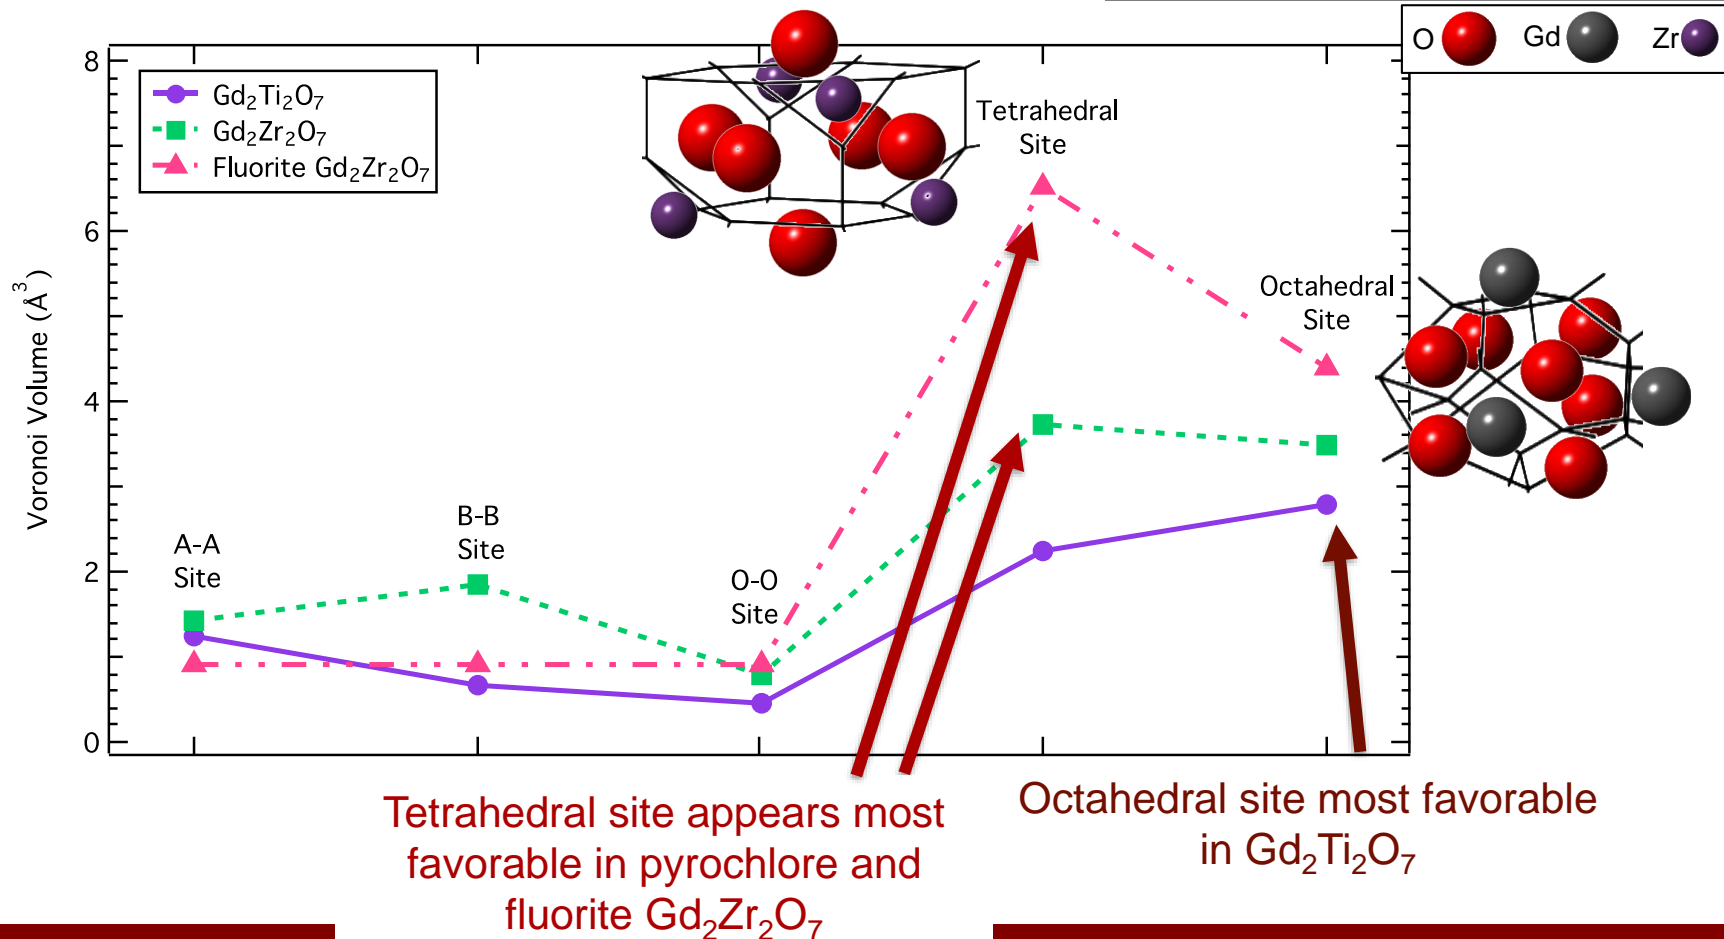 O Gd Zr
8
6
4
2
0
Voronoi Volume (Å³)
Gd₂Ti₂O₇
Gd₂Zr₂O₇
Fluorite Gd₂Zr₂O₇
A-A
Site
B-B
Site
O-O
Site
Tetrahedral
Site
Octahedral
Site
Tetrahedral site appears most
favorable in pyrochlore and
fluorite Gd₂Zr₂O₇
Octahedral site most favorable
in Gd₂Ti₂O₇